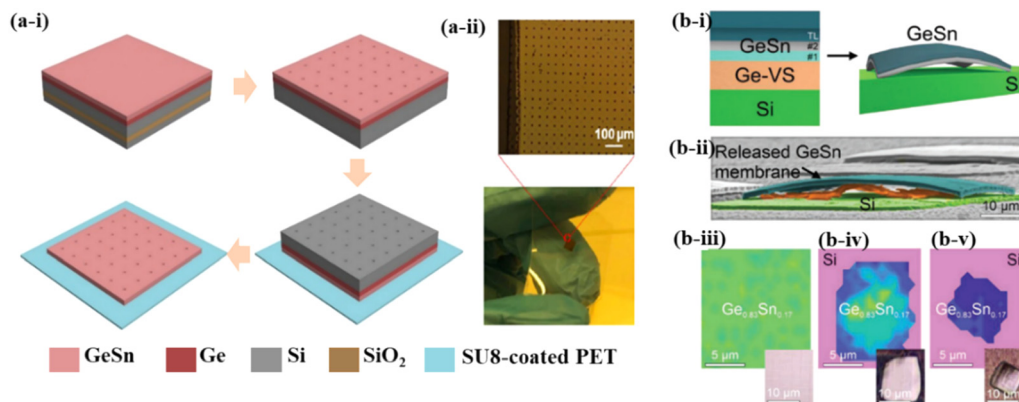 (a-i)
(a-ii)
100 μm
GeSn
Ge
Si
SiO₂
SU8-coated PET
(b-i)
TL
GeSn
#2
#1
Ge-VS
Si
GeSn
(b-ii)
Released GeSn
membrane
Si
10 μm
(b-iii)
Ge₀.₈₃Sn₀.₁₇
5 μm
10 μm
(b-iv)
Si
Ge₀.₈₃Sn₀.₁₇
5 μm
10 μm
(b-v)
Si
Ge₀.₈₃Sn₀.₁₇
5 μm
10 μm